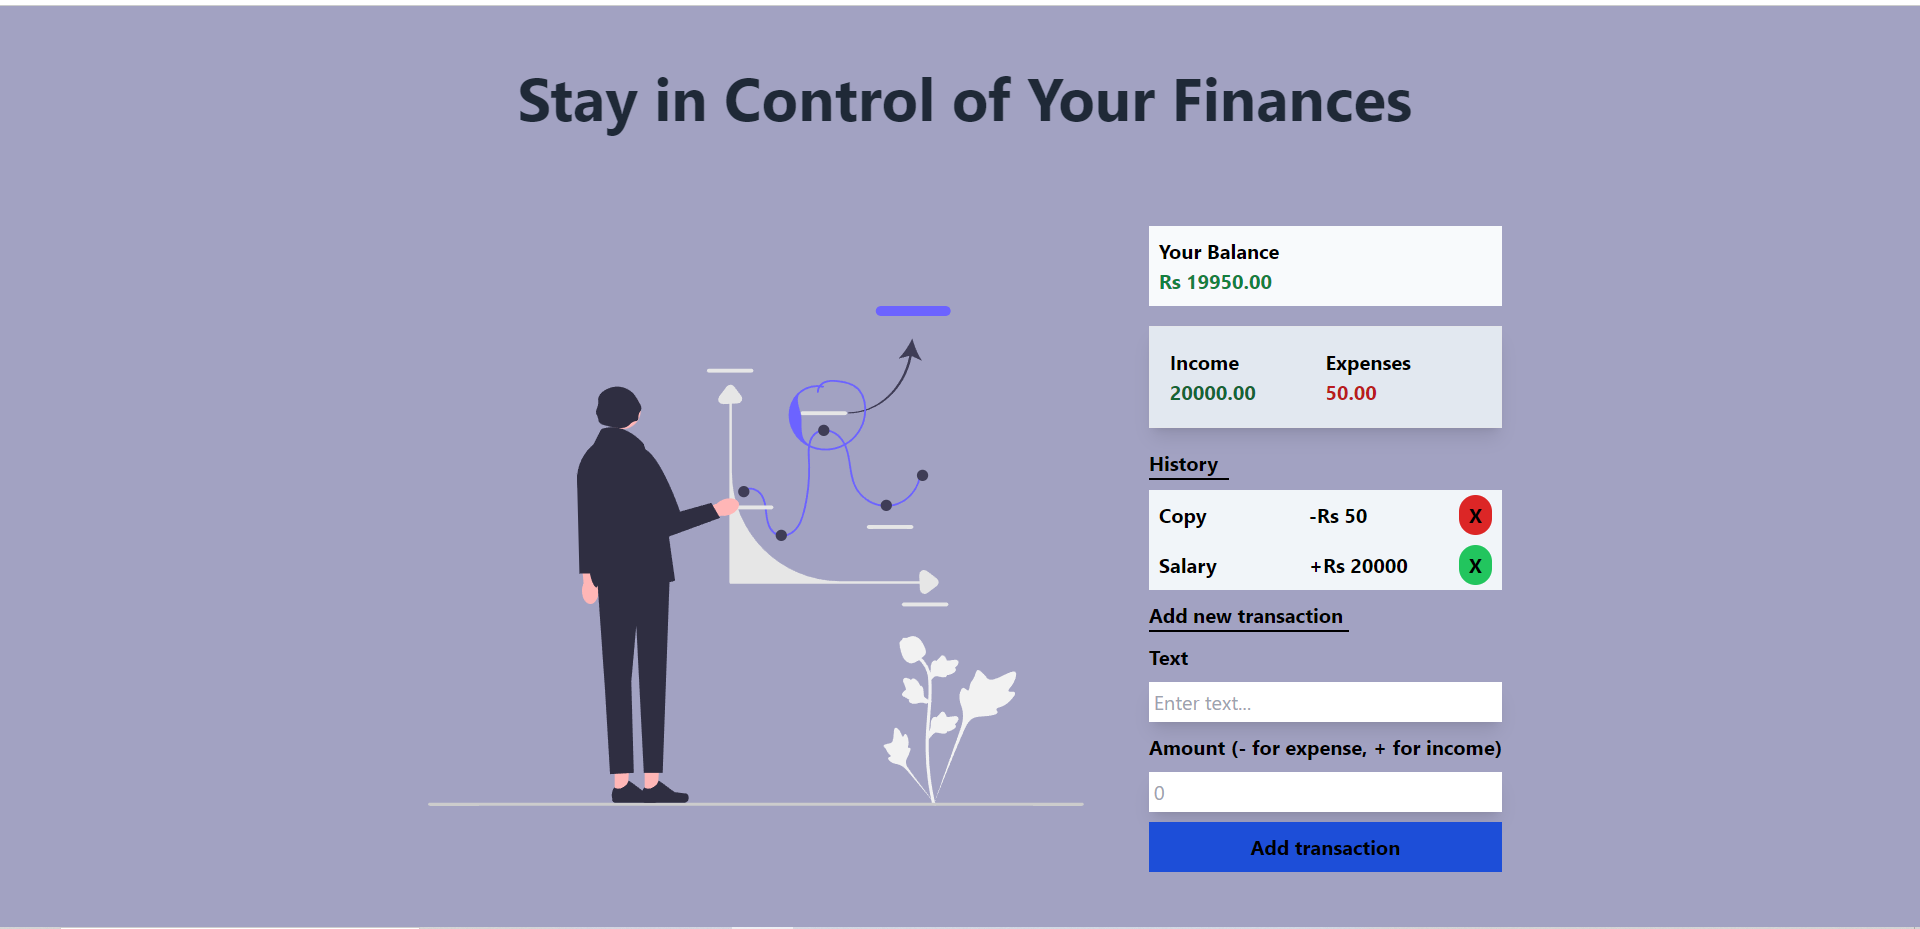 Stay in Control of Your Finances
Your Balance
Rs 19950.00
Income Expenses
20000.00 50.00
History
Copy -Rs 50 X
Salary +Rs 20000 X
Add new transaction
Text
Enter text...
Amount (- for expense, + for income)
0
Add transaction